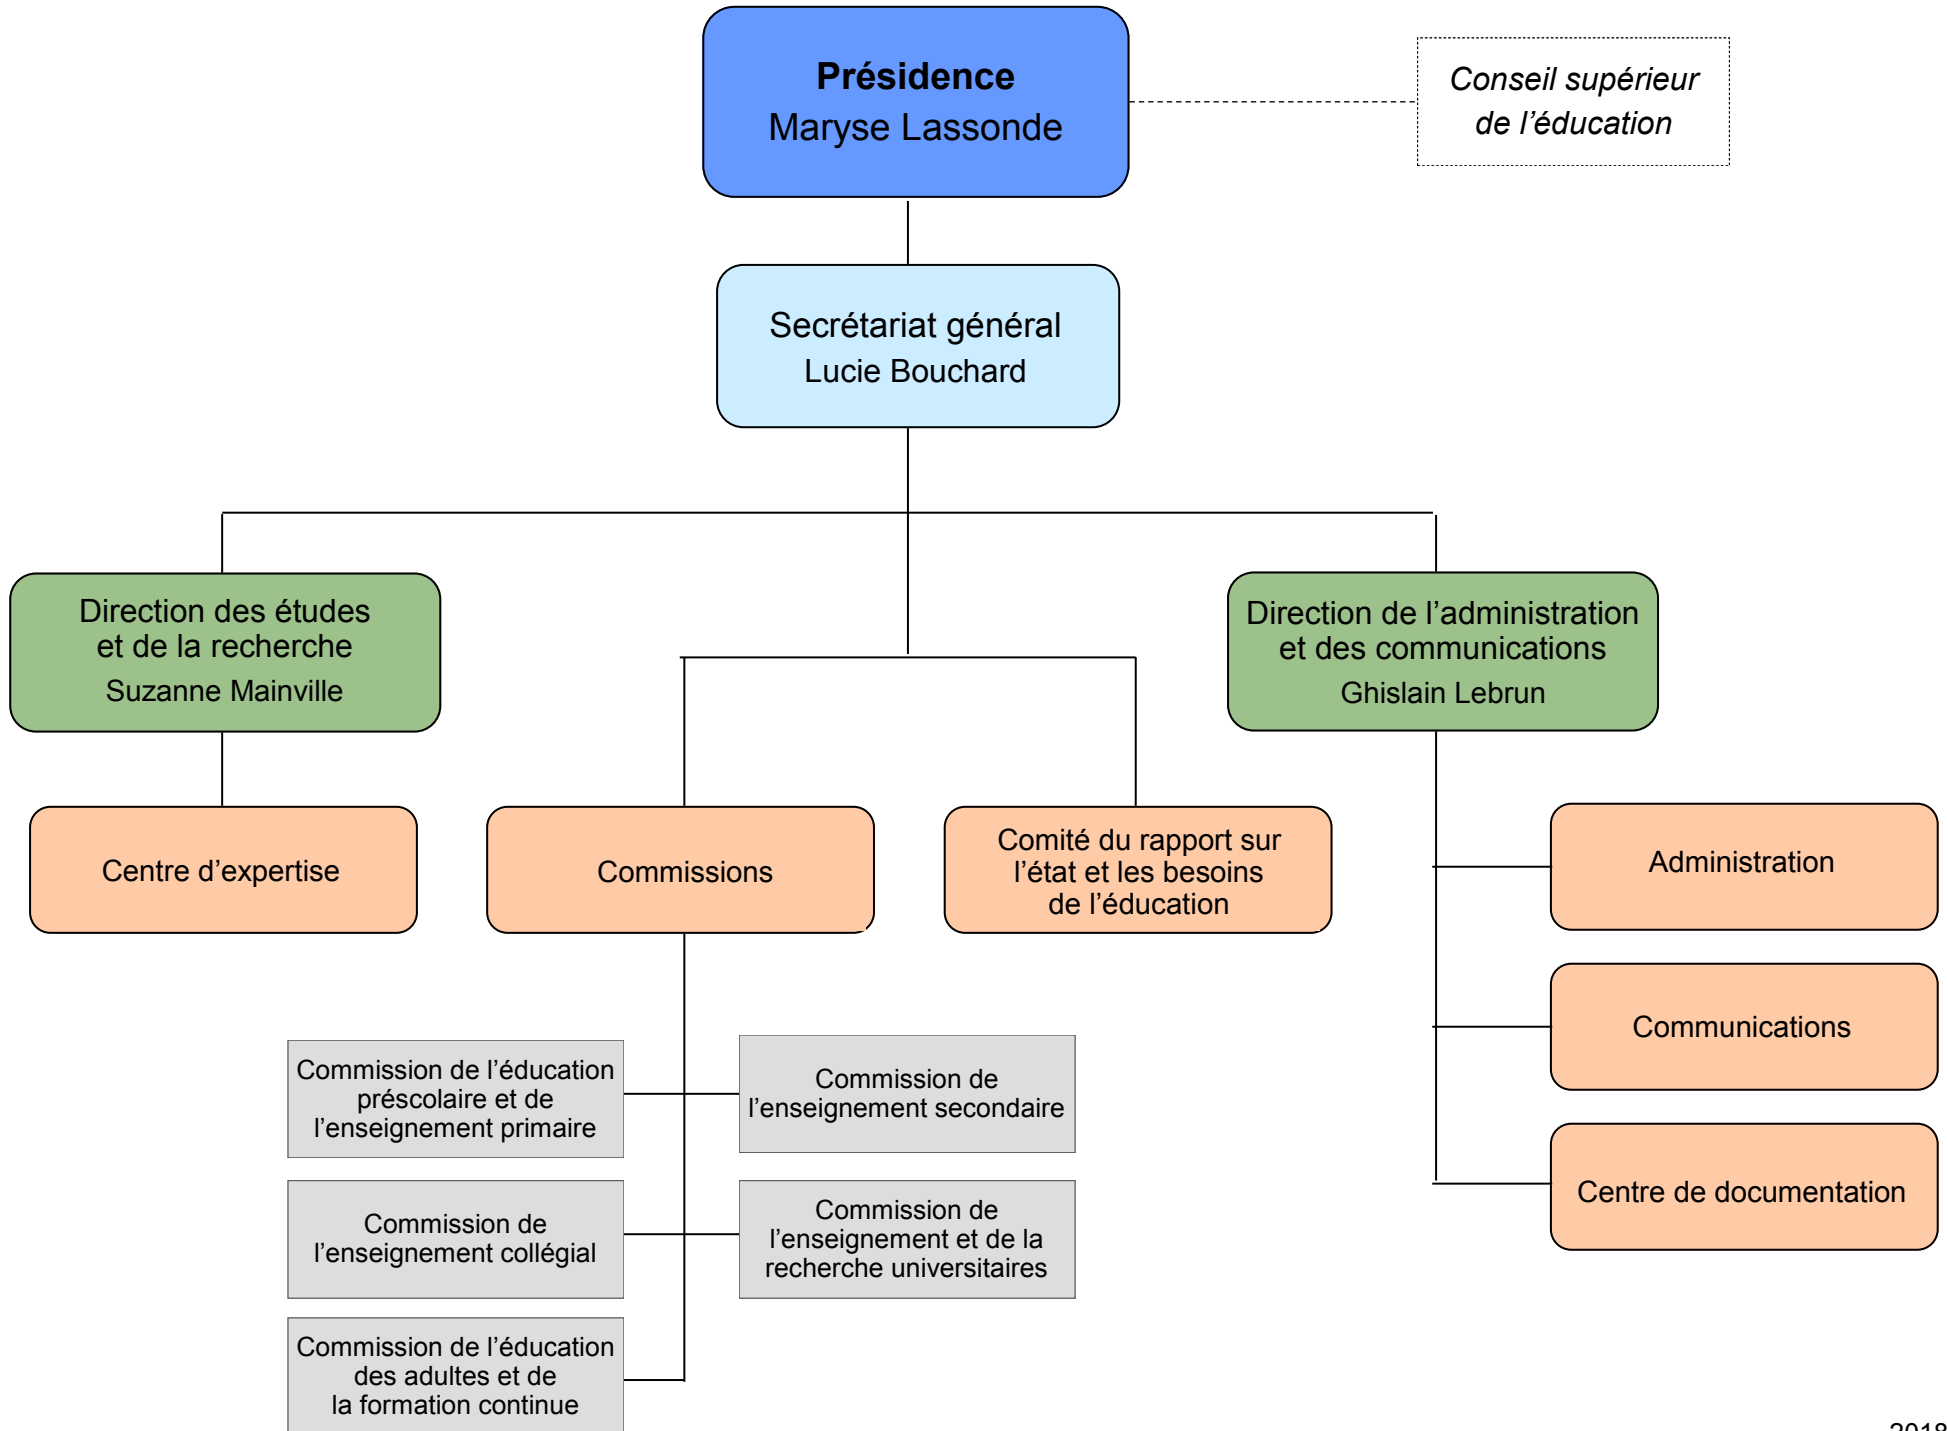 Présidence
Maryse Lassonde
Conseil supérieur
de l’éducation
Secrétariat général
Lucie Bouchard
Direction des études
et de la recherche
Suzanne Mainville
Direction de l’administration
et des communications
Ghislain Lebrun
Centre d’expertise
Commissions
Comité du rapport sur
l’état et les besoins
de l’éducation
Administration
Communications
Centre de documentation
Commission de l’éducation
préscolaire et de
l’enseignement primaire
Commission de
l’enseignement secondaire
Commission de
l’enseignement collégial
Commission de
l’enseignement et de la
recherche universitaires
Commission de l’éducation
des adultes et de
la formation continue
2018